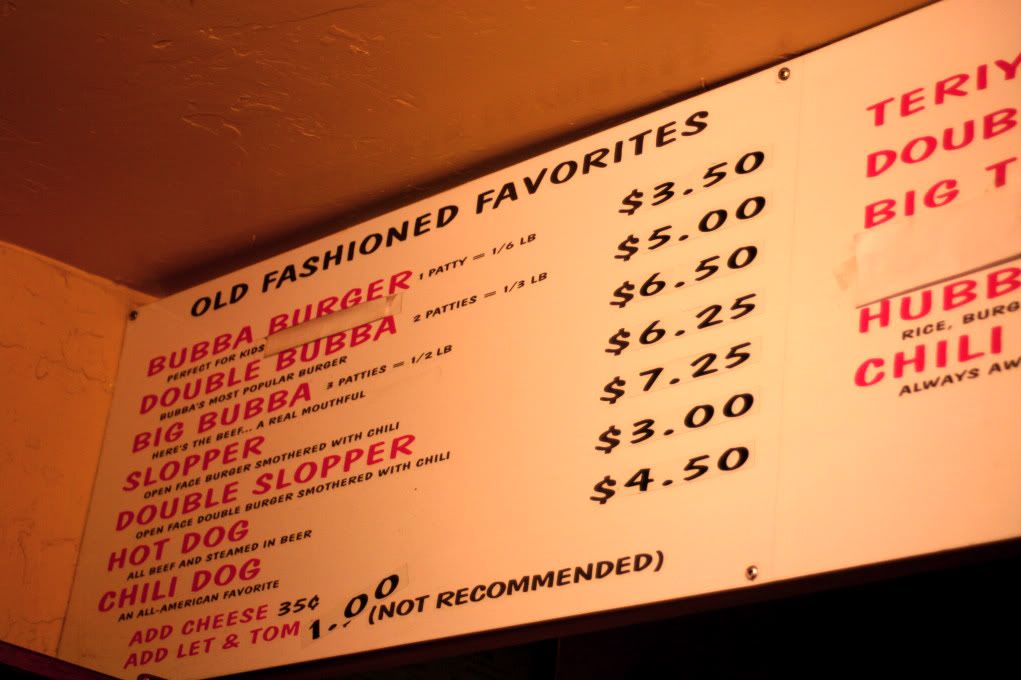 OLD FASHIONED FAVORITES
BUBBA BURGER 1 PATTY = 1/6 LB $3.50
PERFECT FOR KIDS
DOUBLE BUBBA 2 PATTIES = 1/3 LB $5.00
BUBBA'S MOST POPULAR BURGER
BIG BUBBA 3 PATTIES = 1/2 LB $6.50
HERE'S THE BEEF... A REAL MOUTHFUL
SLOPPER $6.25
OPEN FACE BURGER SMOTHERED WITH CHILI
DOUBLE SLOPPER $7.25
OPEN FACE DOUBLE BURGER SMOTHERED WITH CHILI
HOT DOG $3.00
ALL BEEF AND STEAMED IN BEER
CHILI DOG $4.50
AN ALL-AMERICAN FAVORITE
ADD CHEESE 35¢
ADD LET & TOM 1.00 (NOT RECOMMENDED)
TERIY
DOUB
BIG T
HUBB
RICE, BURG
CHILI
ALWAYS AW